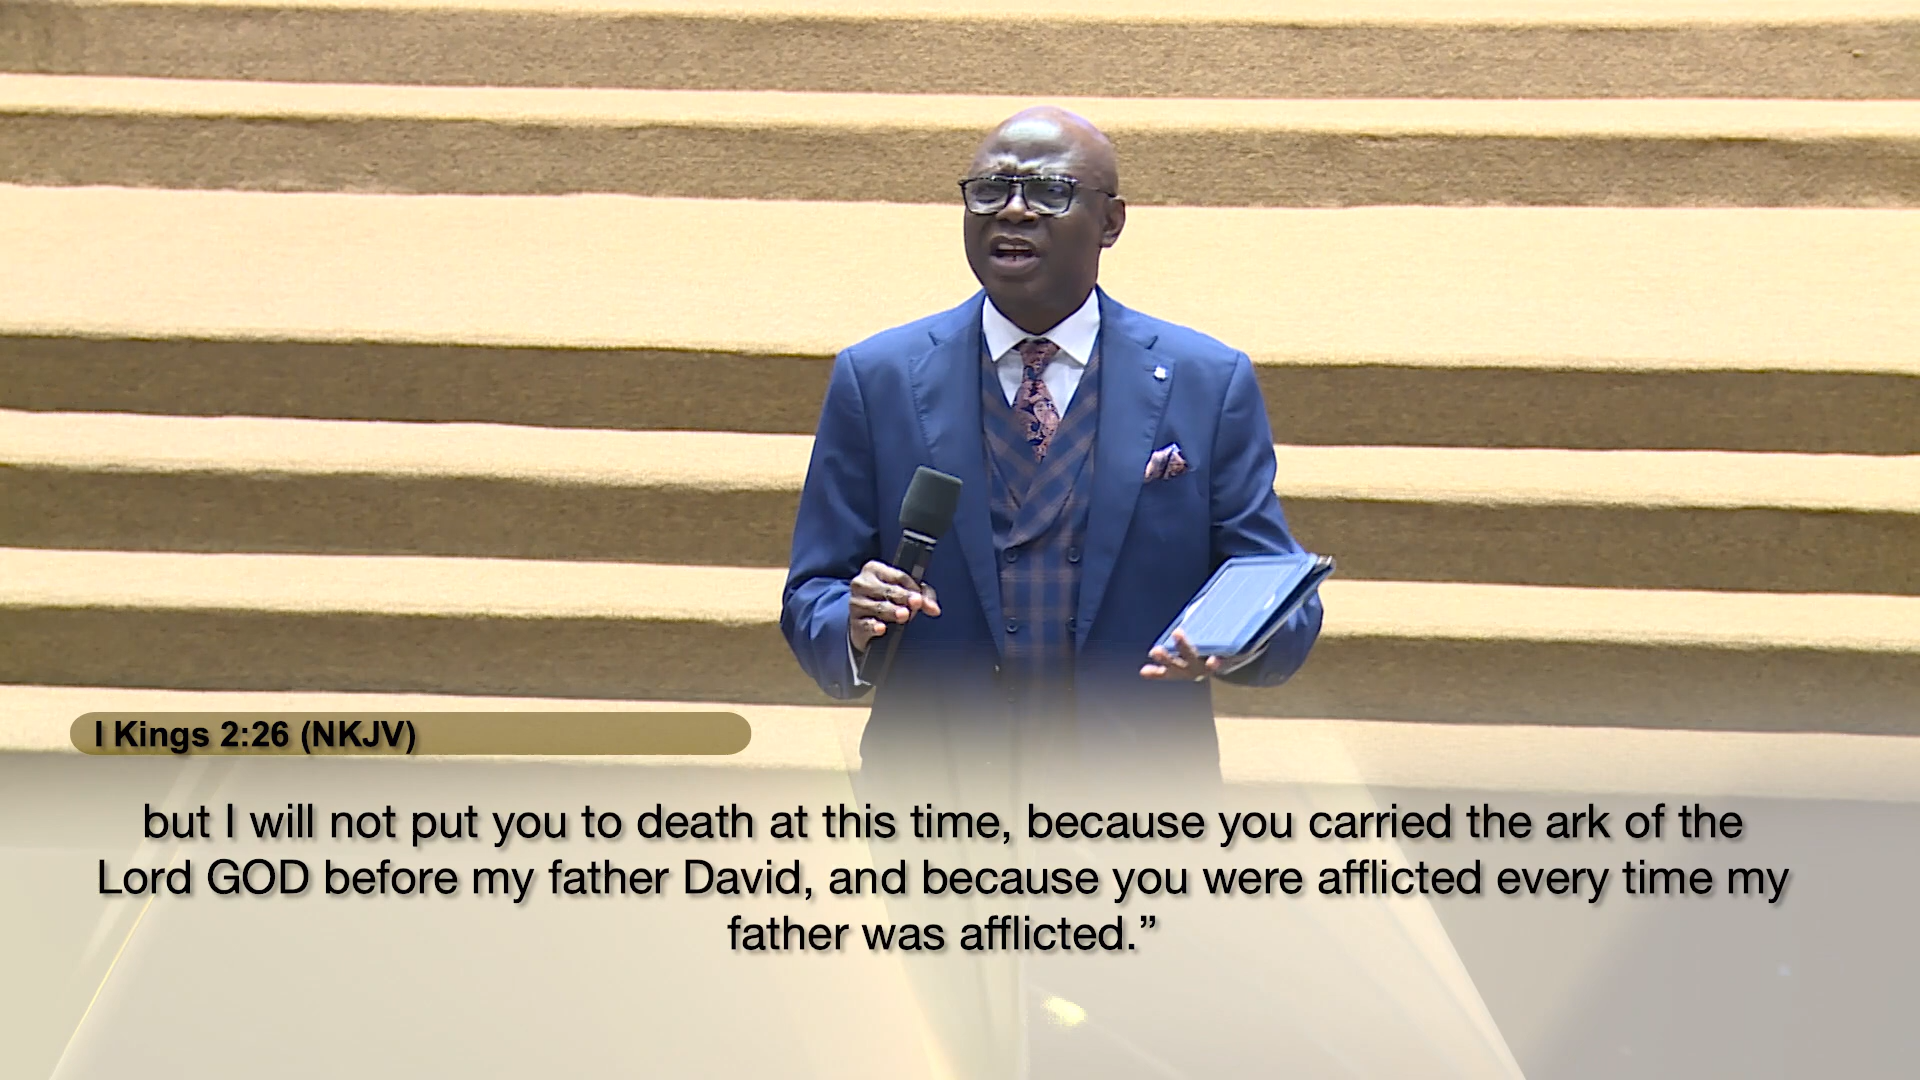 I Kings 2:26 (NKJV)
but I will not put you to death at this time, because you carried the ark of the
Lord GOD before my father David, and because you were afflicted every time my
father was afflicted.”